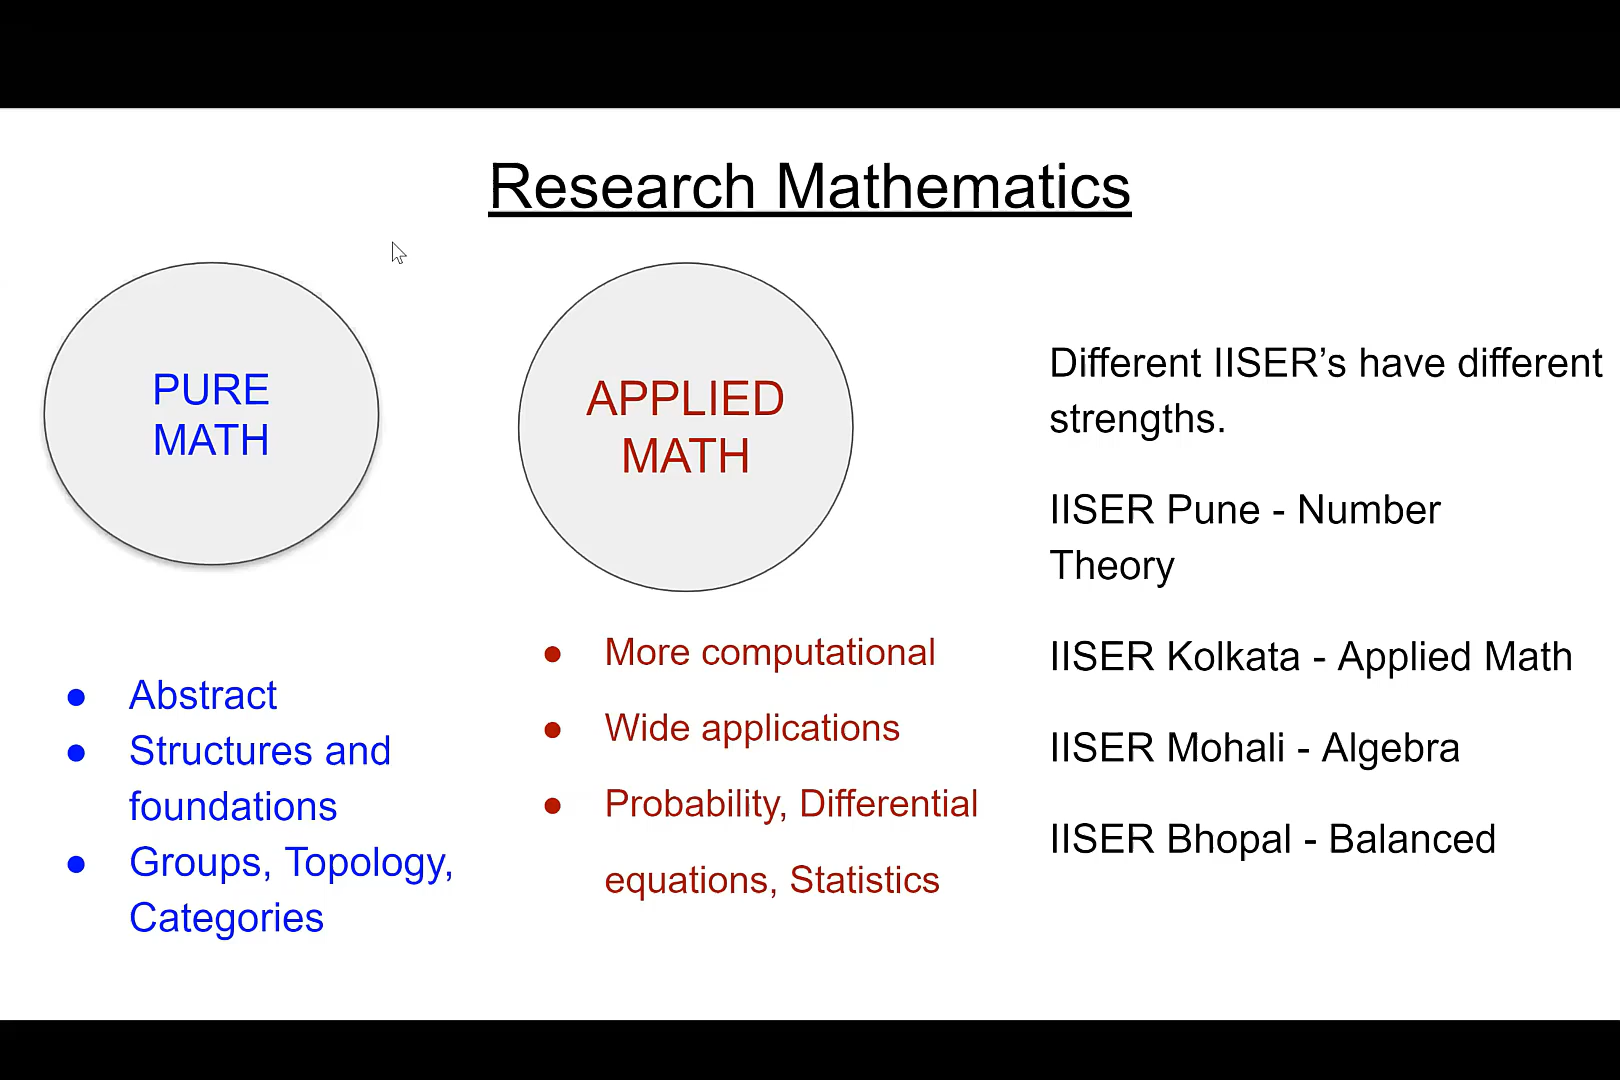 Research Mathematics
PURE
MATH
● Abstract
● Structures and
foundations
● Groups, Topology,
Categories
APPLIED
MATH
● More computational
● Wide applications
● Probability, Differential
equations, Statistics
Different IISER’s have different
strengths.
IISER Pune - Number
Theory
IISER Kolkata - Applied Math
IISER Mohali - Algebra
IISER Bhopal - Balanced